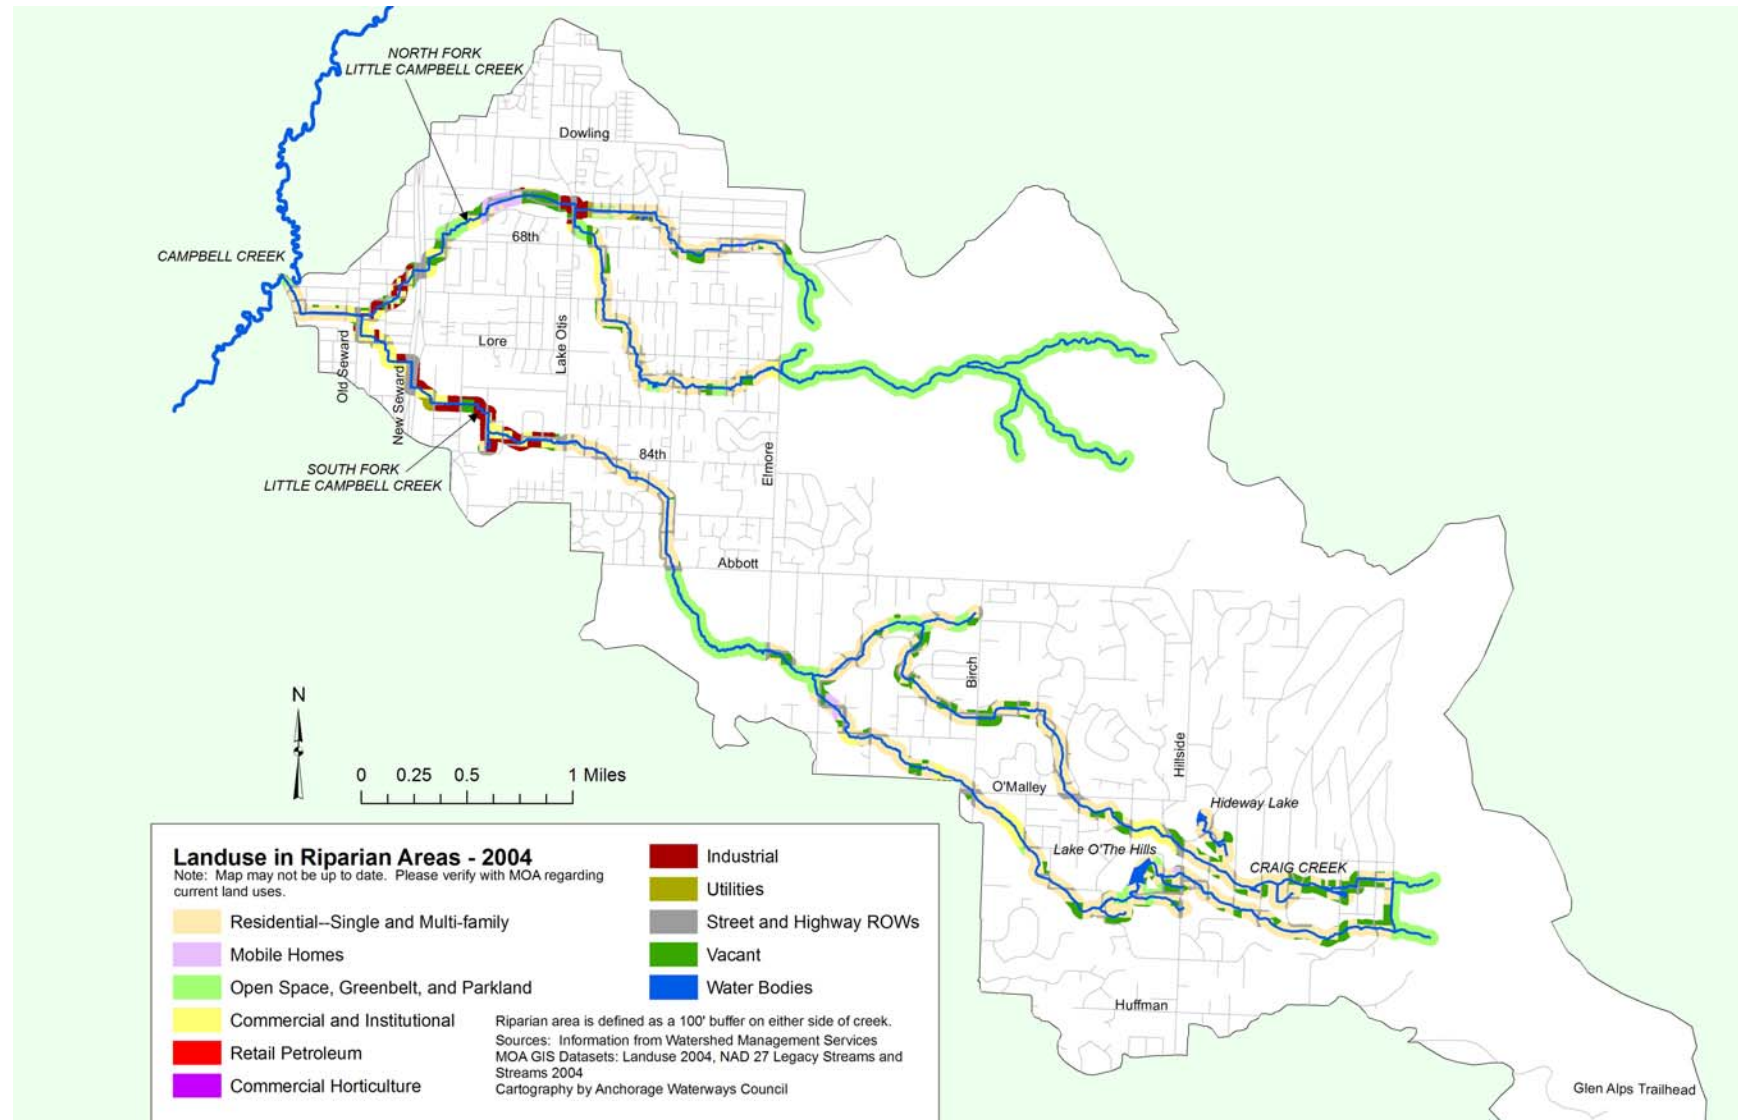 NORTH FORK
LITTLE CAMPBELL CREEK
Dowling
68th
CAMPBELL CREEK
Old Seward
New Seward
Lore
Lake Otis
SOUTH FORK
LITTLE CAMPBELL CREEK
84th
Elmore
Abbott
Birch
Hillside
N
0 0.25 0.5 1 Miles
O'Malley
Hideway Lake
Lake O'The Hills
CRAIG CREEK
Huffman
Glen Alps Trailhead
Landuse in Riparian Areas - 2004
Note: Map may not be up to date. Please verify with MOA regarding
current land uses.
Residential--Single and Multi-family
Mobile Homes
Open Space, Greenbelt, and Parkland
Commercial and Institutional
Retail Petroleum
Commercial Horticulture
Industrial
Utilities
Street and Highway ROWs
Vacant
Water Bodies
Riparian area is defined as a 100' buffer on either side of creek.
Sources: Information from Watershed Management Services
MOA GIS Datasets: Landuse 2004, NAD 27 Legacy Streams and
Streams 2004
Cartography by Anchorage Waterways Council